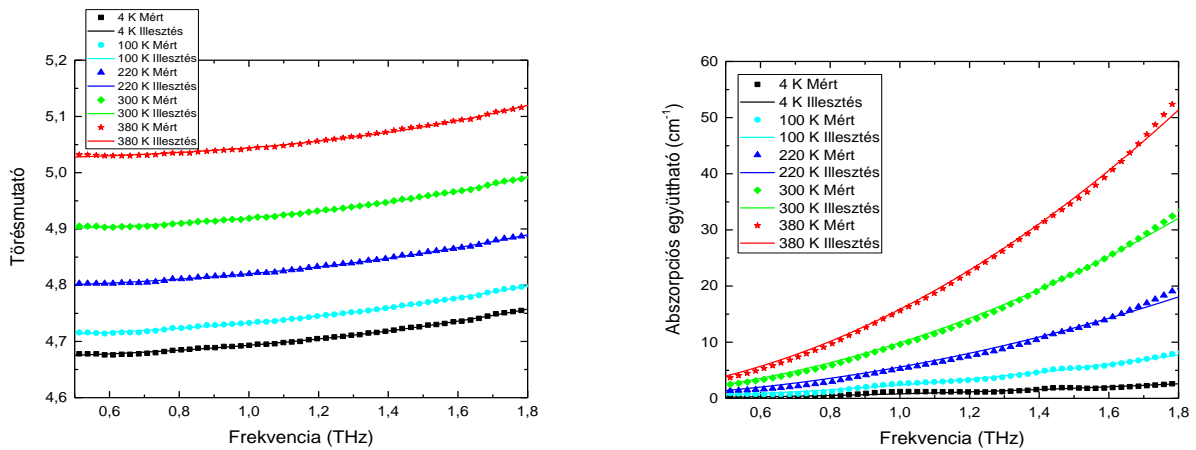 4 K Mért
4 K Illesztés
100 K Mért
100 K Illesztés
220 K Mért
220 K Illesztés
300 K Mért
300 K Illesztés
380 K Mért
380 K Illesztés
5,2
5,1
5,0
4,9
4,8
4,7
4,6
0,6 0,8 1,0 1,2 1,4 1,6 1,8
Törésmutató
Frekvencia (THz)
60
50
40
30
20
10
0
0,6 0,8 1,0 1,2 1,4 1,6 1,8
Abszorpciós együttható (cm⁻¹)
Frekvencia (THz)
4 K Mért
4 K Illesztés
100 K Mért
100 K Illesztés
220 K Mért
220 K Illesztés
300 K Mért
300 K Illesztés
380 K Mért
380 K Illesztés